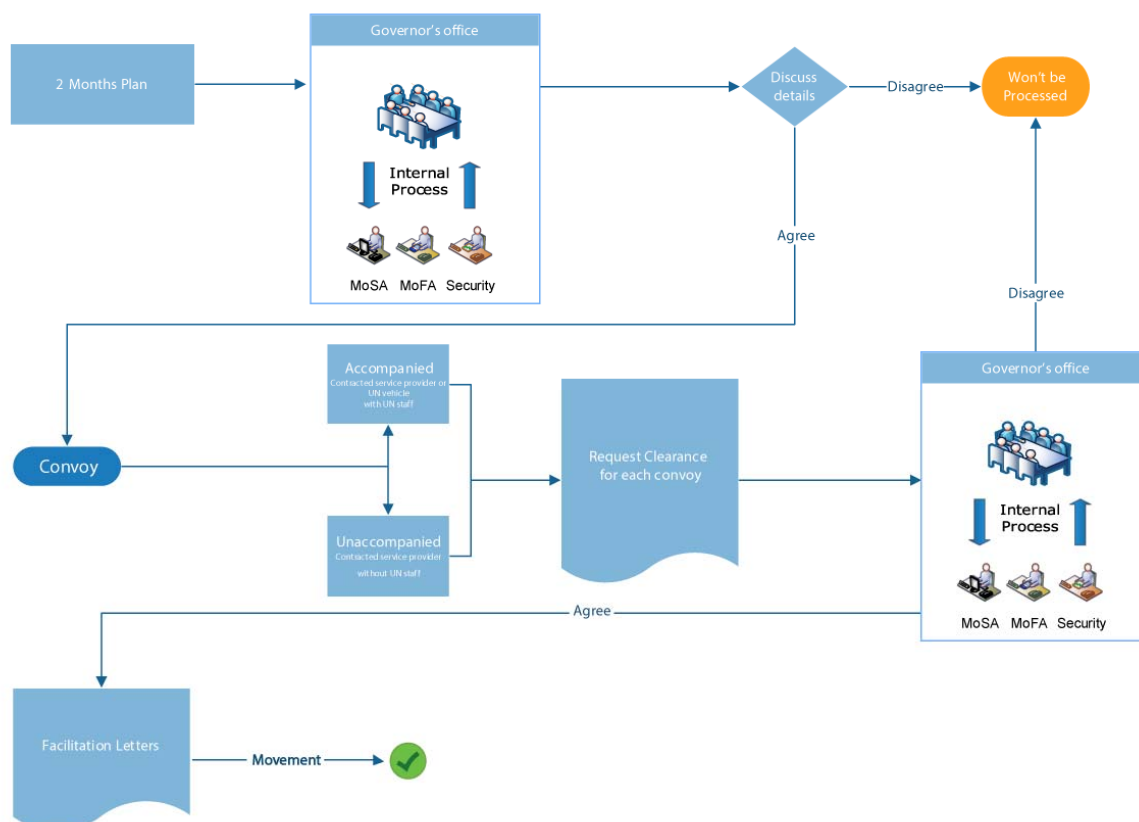 Governor's office
2 Months Plan
Internal
Process
MoSA MoFA Security
Discuss
details
Disagree
Won't be
Processed
Agree
Disagree
Convoy
Accompanied
Contracted service provider or
UN vehicle
with UN staff
Unaccompanied
Contracted service provider
without UN staff
Request Clearance
for each convoy
Governor's office
Internal
Process
MoSA MoFA Security
Agree
Facilitation Letters
Movement